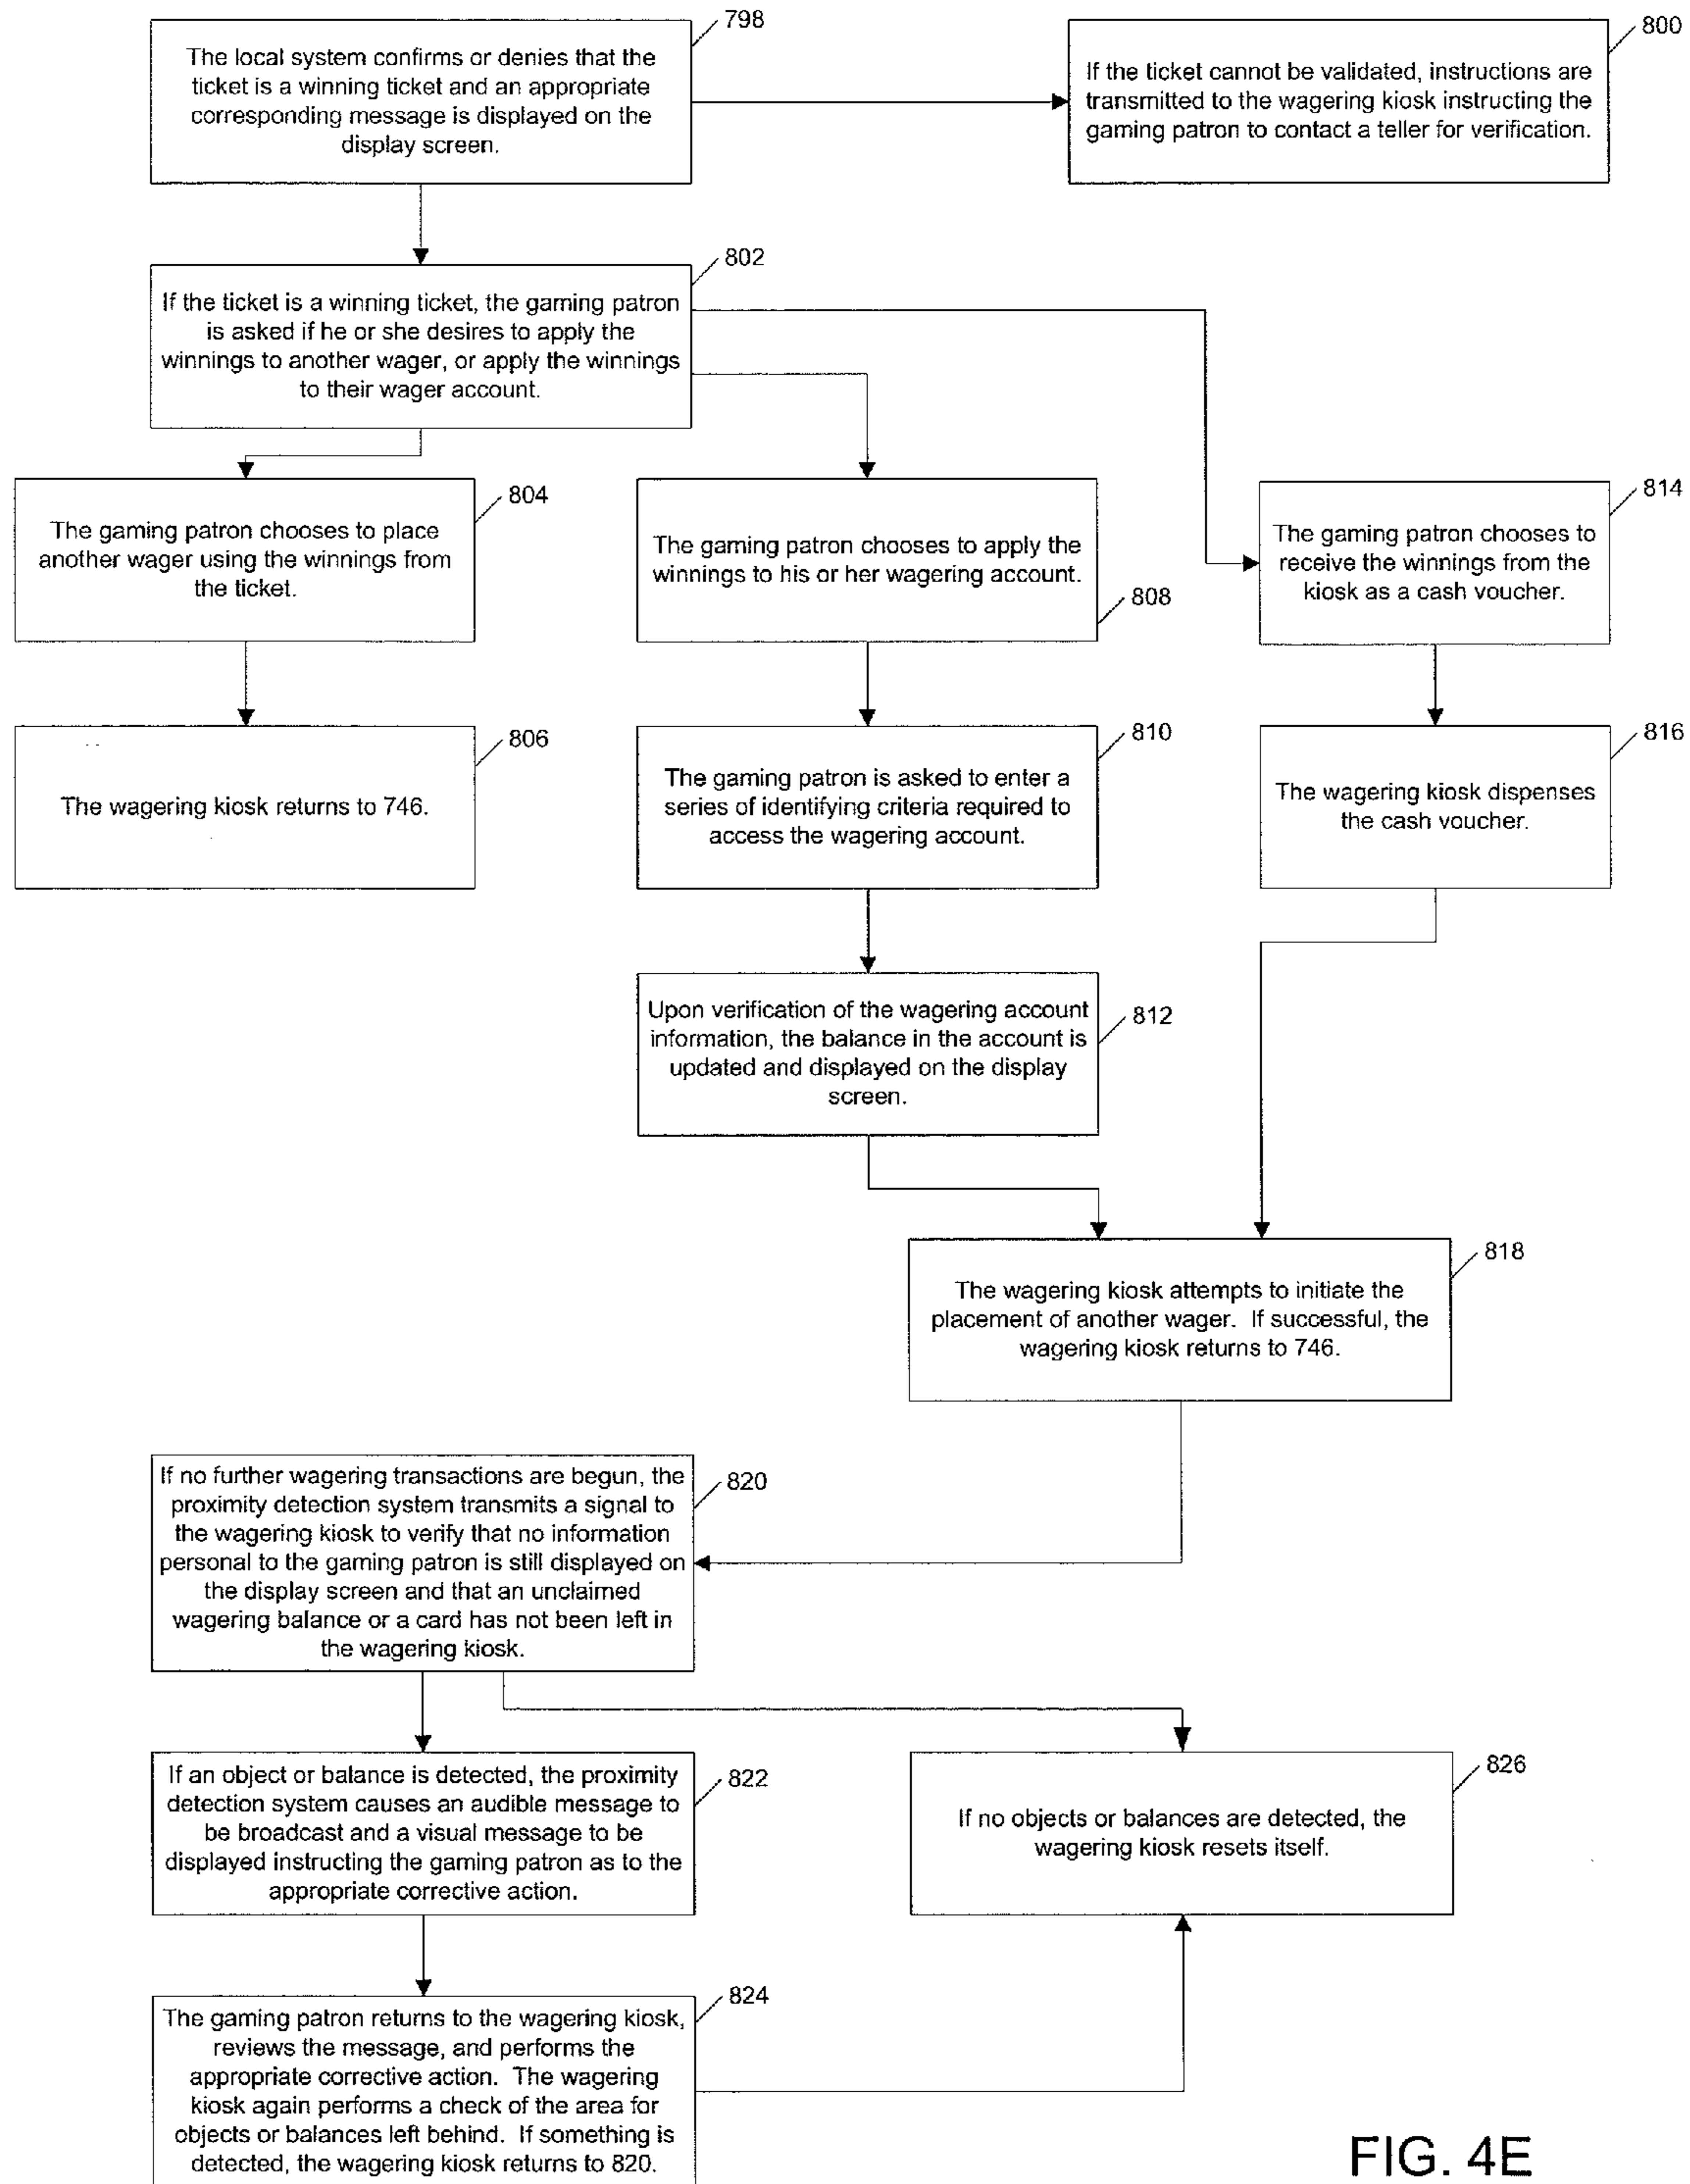 798
The local system confirms or denies that the
ticket is a winning ticket and an appropriate
corresponding message is displayed on the
display screen.
800
If the ticket cannot be validated, instructions are
transmitted to the wagering kiosk instructing the
gaming patron to contact a teller for verification.
802
If the ticket is a winning ticket, the gaming patron
is asked if he or she desires to apply the
winnings to another wager, or apply the winnings
to their wager account.
804
The gaming patron chooses to place
another wager using the winnings from
the ticket.
The gaming patron chooses to apply the
winnings to his or her wagering account.
808
814
The gaming patron chooses to
receive the winnings from the
kiosk as a cash voucher.
806
The wagering kiosk returns to 746.
810
The gaming patron is asked to enter a
series of identifying criteria required to
access the wagering account.
816
The wagering kiosk dispenses
the cash voucher.
Upon verification of the wagering account
information, the balance in the account is
updated and displayed on the display
screen.
812
818
The wagering kiosk attempts to initiate the
placement of another wager. If successful, the
wagering kiosk returns to 746.
If no further wagering transactions are begun, the
proximity detection system transmits a signal to
the wagering kiosk to verify that no information
personal to the gaming patron is still displayed on
the display screen and that an unclaimed
wagering balance or a card has not been left in
the wagering kiosk.
820
If an object or balance is detected, the proximity
detection system causes an audible message to
be broadcast and a visual message to be
displayed instructing the gaming patron as to the
appropriate corrective action.
822
826
If no objects or balances are detected, the
wagering kiosk resets itself.
824
The gaming patron returns to the wagering kiosk,
reviews the message, and performs the
appropriate corrective action. The wagering
kiosk again performs a check of the area for
objects or balances left behind. If something is
detected, the wagering kiosk returns to 820.
FIG. 4E